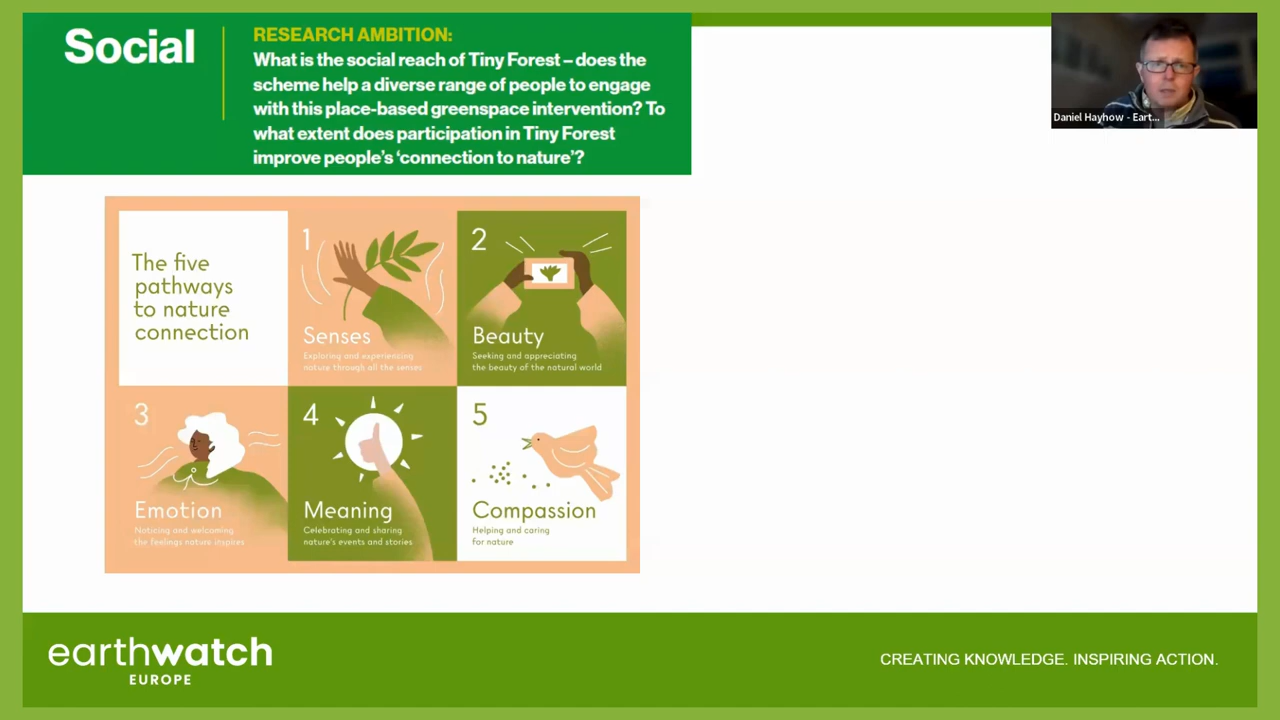 Social
RESEARCH AMBITION:
What is the social reach of Tiny Forest – does the
scheme help a diverse range of people to engage
with this place-based greenspace intervention? To
what extent does participation in Tiny Forest
improve people's ‘connection to nature’?
Daniel Hayhow - Eart...
The five
pathways
to nature
connection
1
Senses
Exploring and experiencing
nature through all the senses
2
Beauty
Seeking and appreciating
the beauty of the natural world
3
Emotion
Noticing and welcoming
the feelings nature inspires
4
Meaning
Celebrating and sharing
nature's events and stories
5
Compassion
Helping and caring
for nature
earthwatch
EUROPE
CREATING KNOWLEDGE. INSPIRING ACTION.